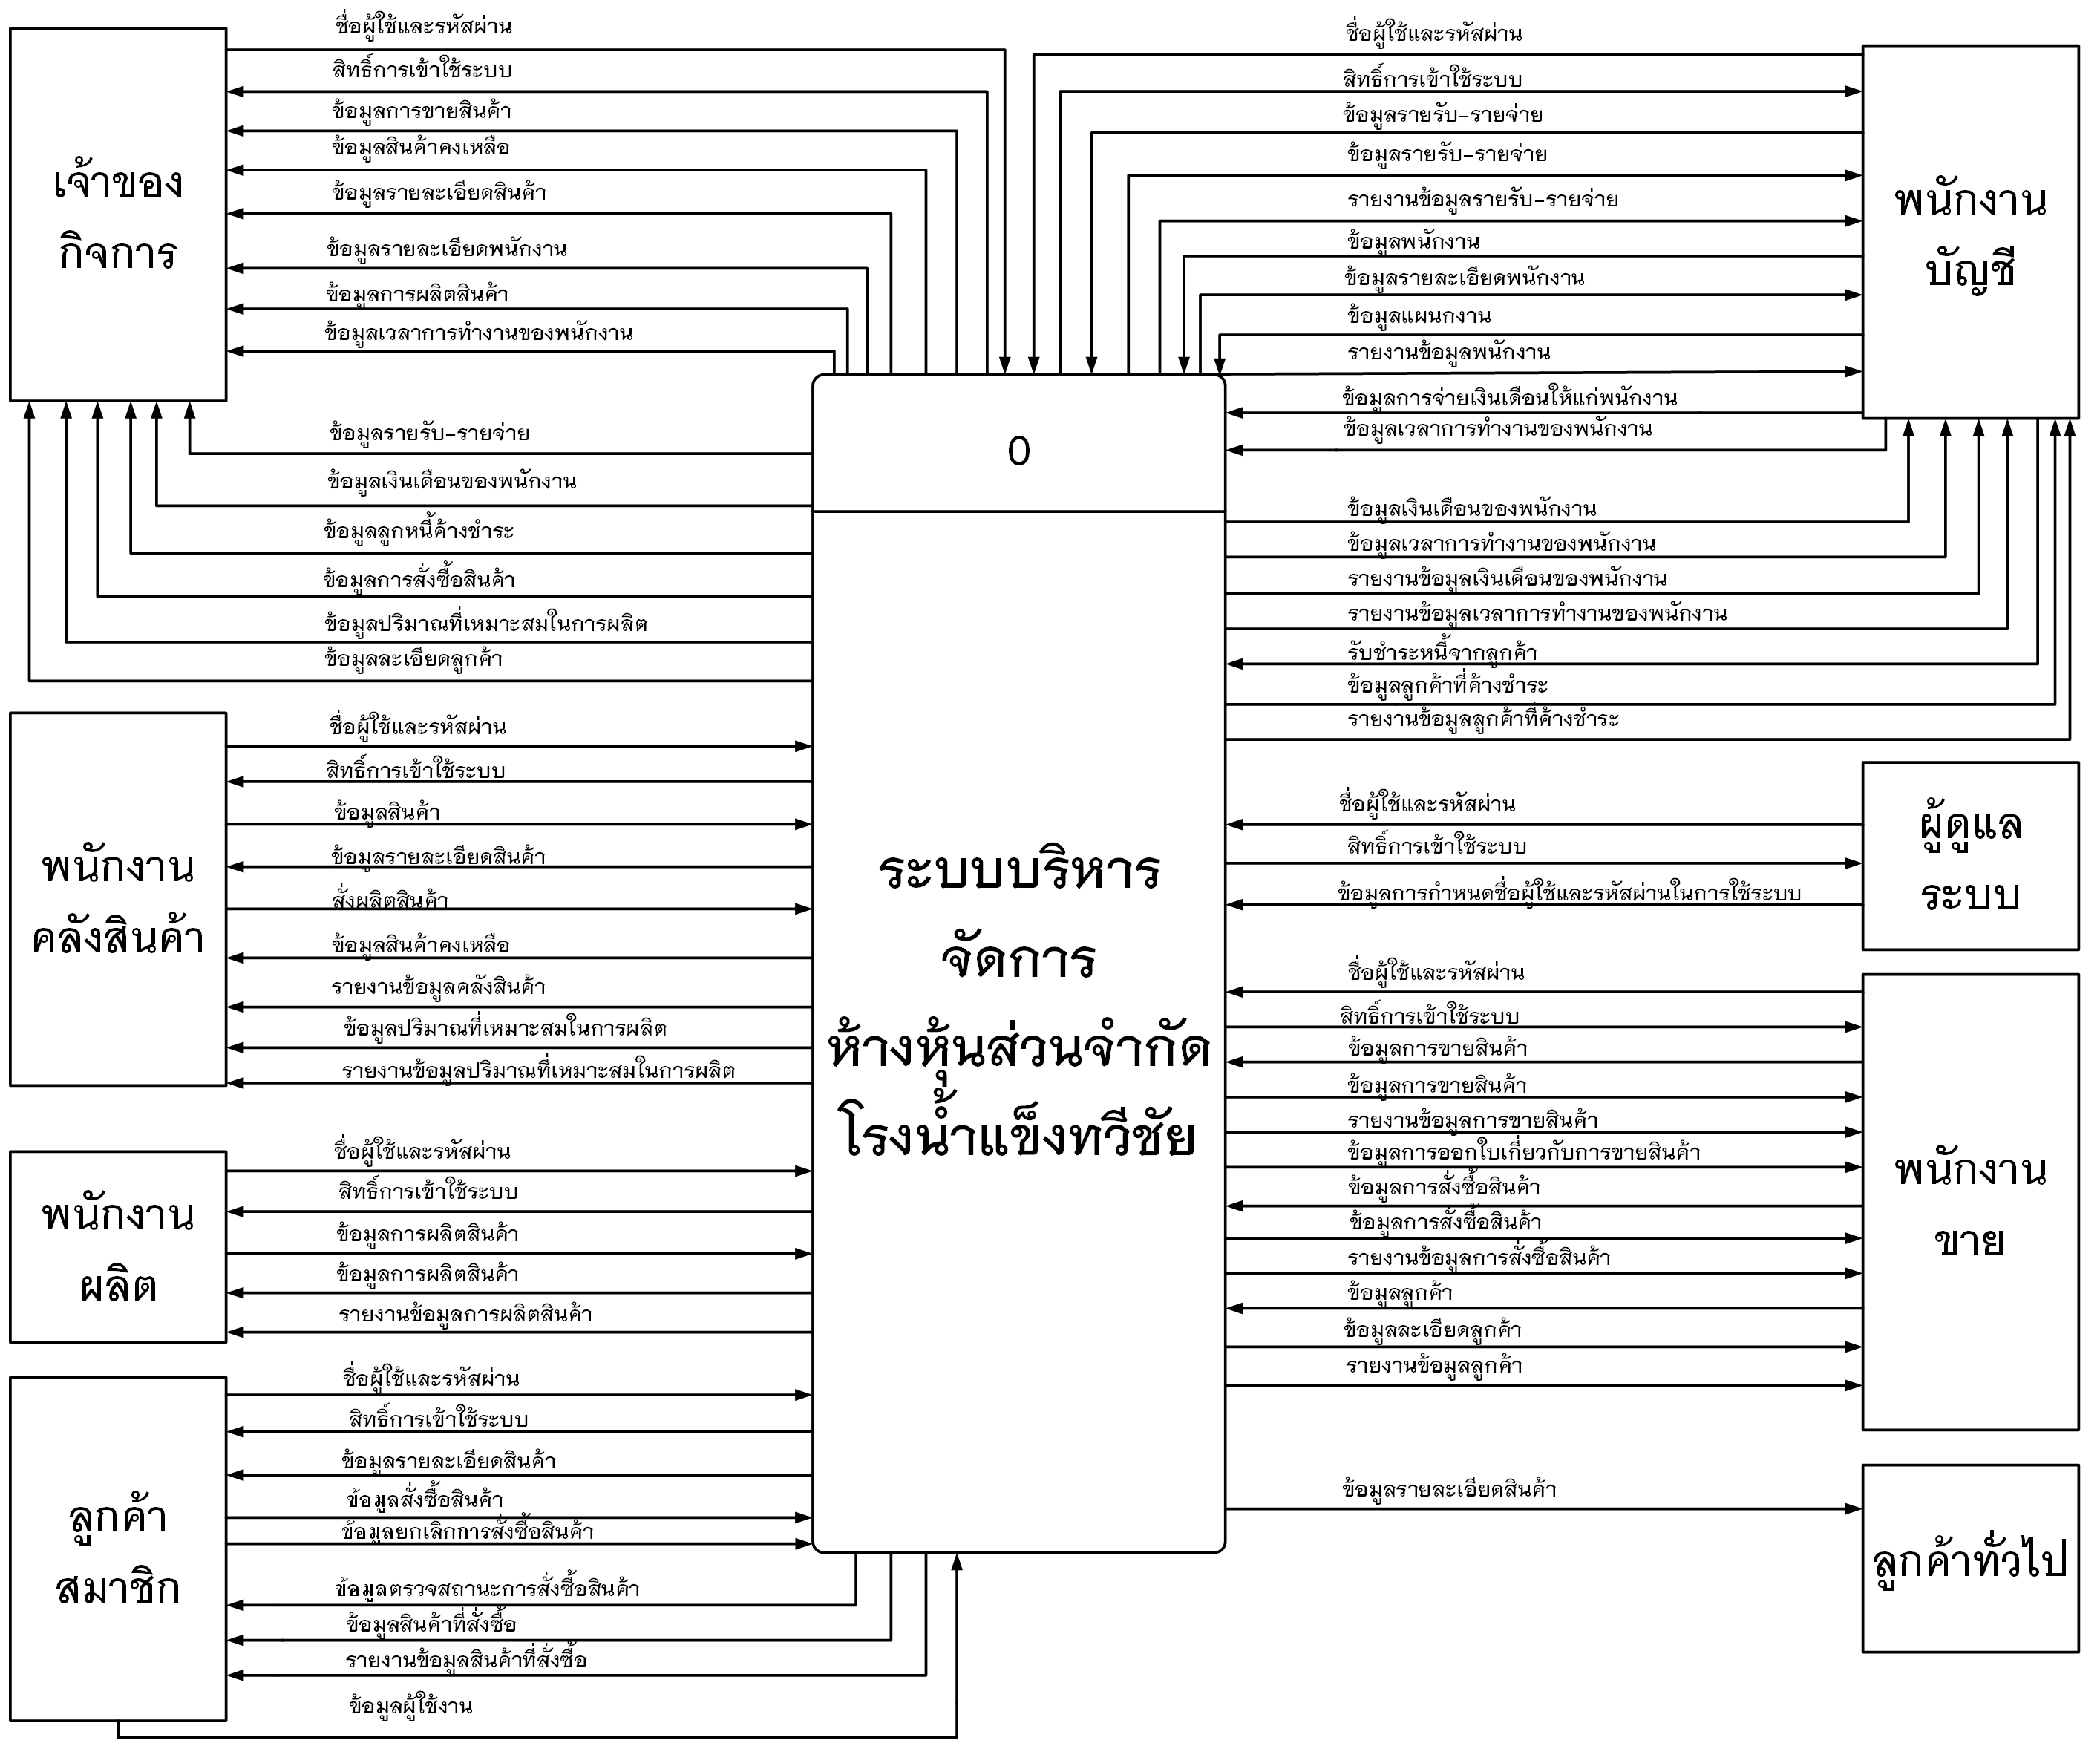 เจ้าของ
กิจการ
ชื่อผู้ใช้และรหัสผ่าน
สิทธิ์การเข้าใช้ระบบ
ข้อมูลการขายสินค้า
ข้อมูลสินค้าคงเหลือ
ข้อมูลรายละเอียดสินค้า
ข้อมูลรายละเอียดพนักงาน
ข้อมูลการผลิตสินค้า
ข้อมูลเวลาการทำงานของพนักงาน
ข้อมูลรายรับ-รายจ่าย
ข้อมูลเงินเดือนของพนักงาน
ข้อมูลลูกหนี้ค้างชำระ
ข้อมูลการสั่งซื้อสินค้า
ข้อมูลปริมาณที่เหมาะสมในการผลิต
ข้อมูลละเอียดลูกค้า
พนักงาน
คลังสินค้า
ชื่อผู้ใช้และรหัสผ่าน
สิทธิ์การเข้าใช้ระบบ
ข้อมูลสินค้า
ข้อมูลรายละเอียดสินค้า
สั่งผลิตสินค้า
ข้อมูลสินค้าคงเหลือ
รายงานข้อมูลคลังสินค้า
ข้อมูลปริมาณที่เหมาะสมในการผลิต
รายงานข้อมูลปริมาณที่เหมาะสมในการผลิต
พนักงาน
ผลิต
ชื่อผู้ใช้และรหัสผ่าน
สิทธิ์การเข้าใช้ระบบ
ข้อมูลการผลิตสินค้า
ข้อมูลการผลิตสินค้า
รายงานข้อมูลการผลิตสินค้า
ลูกค้า
สมาชิก
ชื่อผู้ใช้และรหัสผ่าน
สิทธิ์การเข้าใช้ระบบ
ข้อมูลรายละเอียดสินค้า
ข้อมูลสั่งซื้อสินค้า
ข้อมูลยกเลิกการสั่งซื้อสินค้า
ข้อมูลตรวจสถานะการสั่งซื้อสินค้า
ข้อมูลสินค้าที่สั่งซื้อ
รายงานข้อมูลสินค้าที่สั่งซื้อ
ข้อมูลผู้ใช้งาน
0
ระบบบริหาร
จัดการ
ห้างหุ้นส่วนจำกัด
โรงน้ำแข็งทวีชัย
พนักงาน
บัญชี
ชื่อผู้ใช้และรหัสผ่าน
สิทธิ์การเข้าใช้ระบบ
ข้อมูลรายรับ-รายจ่าย
ข้อมูลรายรับ-รายจ่าย
รายงานข้อมูลรายรับ-รายจ่าย
ข้อมูลพนักงาน
ข้อมูลรายละเอียดพนักงาน
ข้อมูลแผนกงาน
รายงานข้อมูลพนักงาน
ข้อมูลการจ่ายเงินเดือนให้แก่พนักงาน
ข้อมูลเวลาการทำงานของพนักงาน
ข้อมูลเงินเดือนของพนักงาน
ข้อมูลเวลาการทำงานของพนักงาน
รายงานข้อมูลเงินเดือนของพนักงาน
รายงานข้อมูลเวลาการทำงานของพนักงาน
รับชำระหนี้จากลูกค้า
ข้อมูลลูกค้าที่ค้างชำระ
รายงานข้อมูลลูกค้าที่ค้างชำระ
ผู้ดูแล
ระบบ
ชื่อผู้ใช้และรหัสผ่าน
สิทธิ์การเข้าใช้ระบบ
ข้อมูลการกำหนดชื่อผู้ใช้และรหัสผ่านในการใช้ระบบ
พนักงาน
ขาย
ชื่อผู้ใช้และรหัสผ่าน
สิทธิ์การเข้าใช้ระบบ
ข้อมูลการขายสินค้า
ข้อมูลการขายสินค้า
รายงานข้อมูลการขายสินค้า
ข้อมูลการออกใบเกี่ยวกับการขายสินค้า
ข้อมูลการสั่งซื้อสินค้า
ข้อมูลการสั่งซื้อสินค้า
รายงานข้อมูลการสั่งซื้อสินค้า
ข้อมูลลูกค้า
ข้อมูลละเอียดลูกค้า
รายงานข้อมูลลูกค้า
ลูกค้าทั่วไป
ข้อมูลรายละเอียดสินค้า